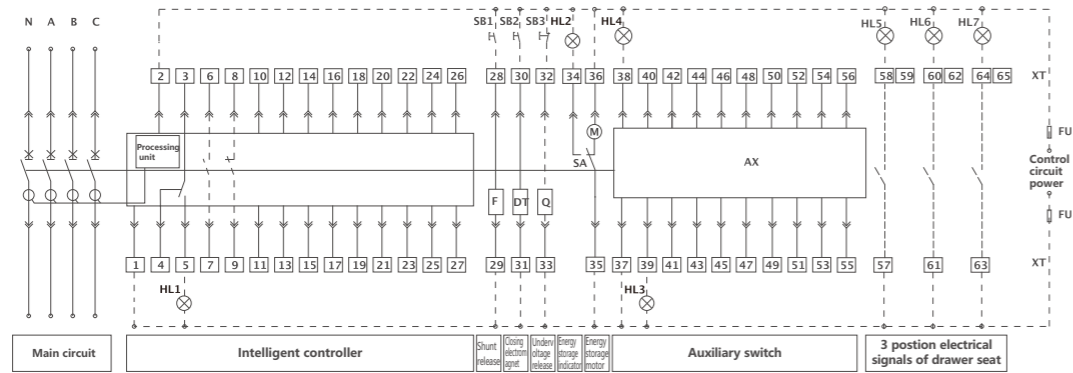 N A B C
SB1 SB2 SB3 HL2 HL4 HL5 HL6 HL7
2 3 6 8 10 12 14 16 18 20 22 24 26 28 30 32 34 36 38 40 42 44 46 48 50 52 54 56 58 59 60 62 64 65 XT
Processing
unit
M
SA
AX
FU
Control
circuit
power
FU
F DT Q
1 4 5 7 9 11 13 15 17 19 21 23 25 27 29 31 33 35 37 39 41 43 45 47 49 51 53 55 57 61 63 XT
HL1 HL3
Main circuit
Intelligent controller
Shunt
release
Closing
electrom
agnet
Underv
oltage
release
Energy
storage
indicator
Energy
storage
motor
Auxiliary switch
3 postion electrical
signals of drawer seat